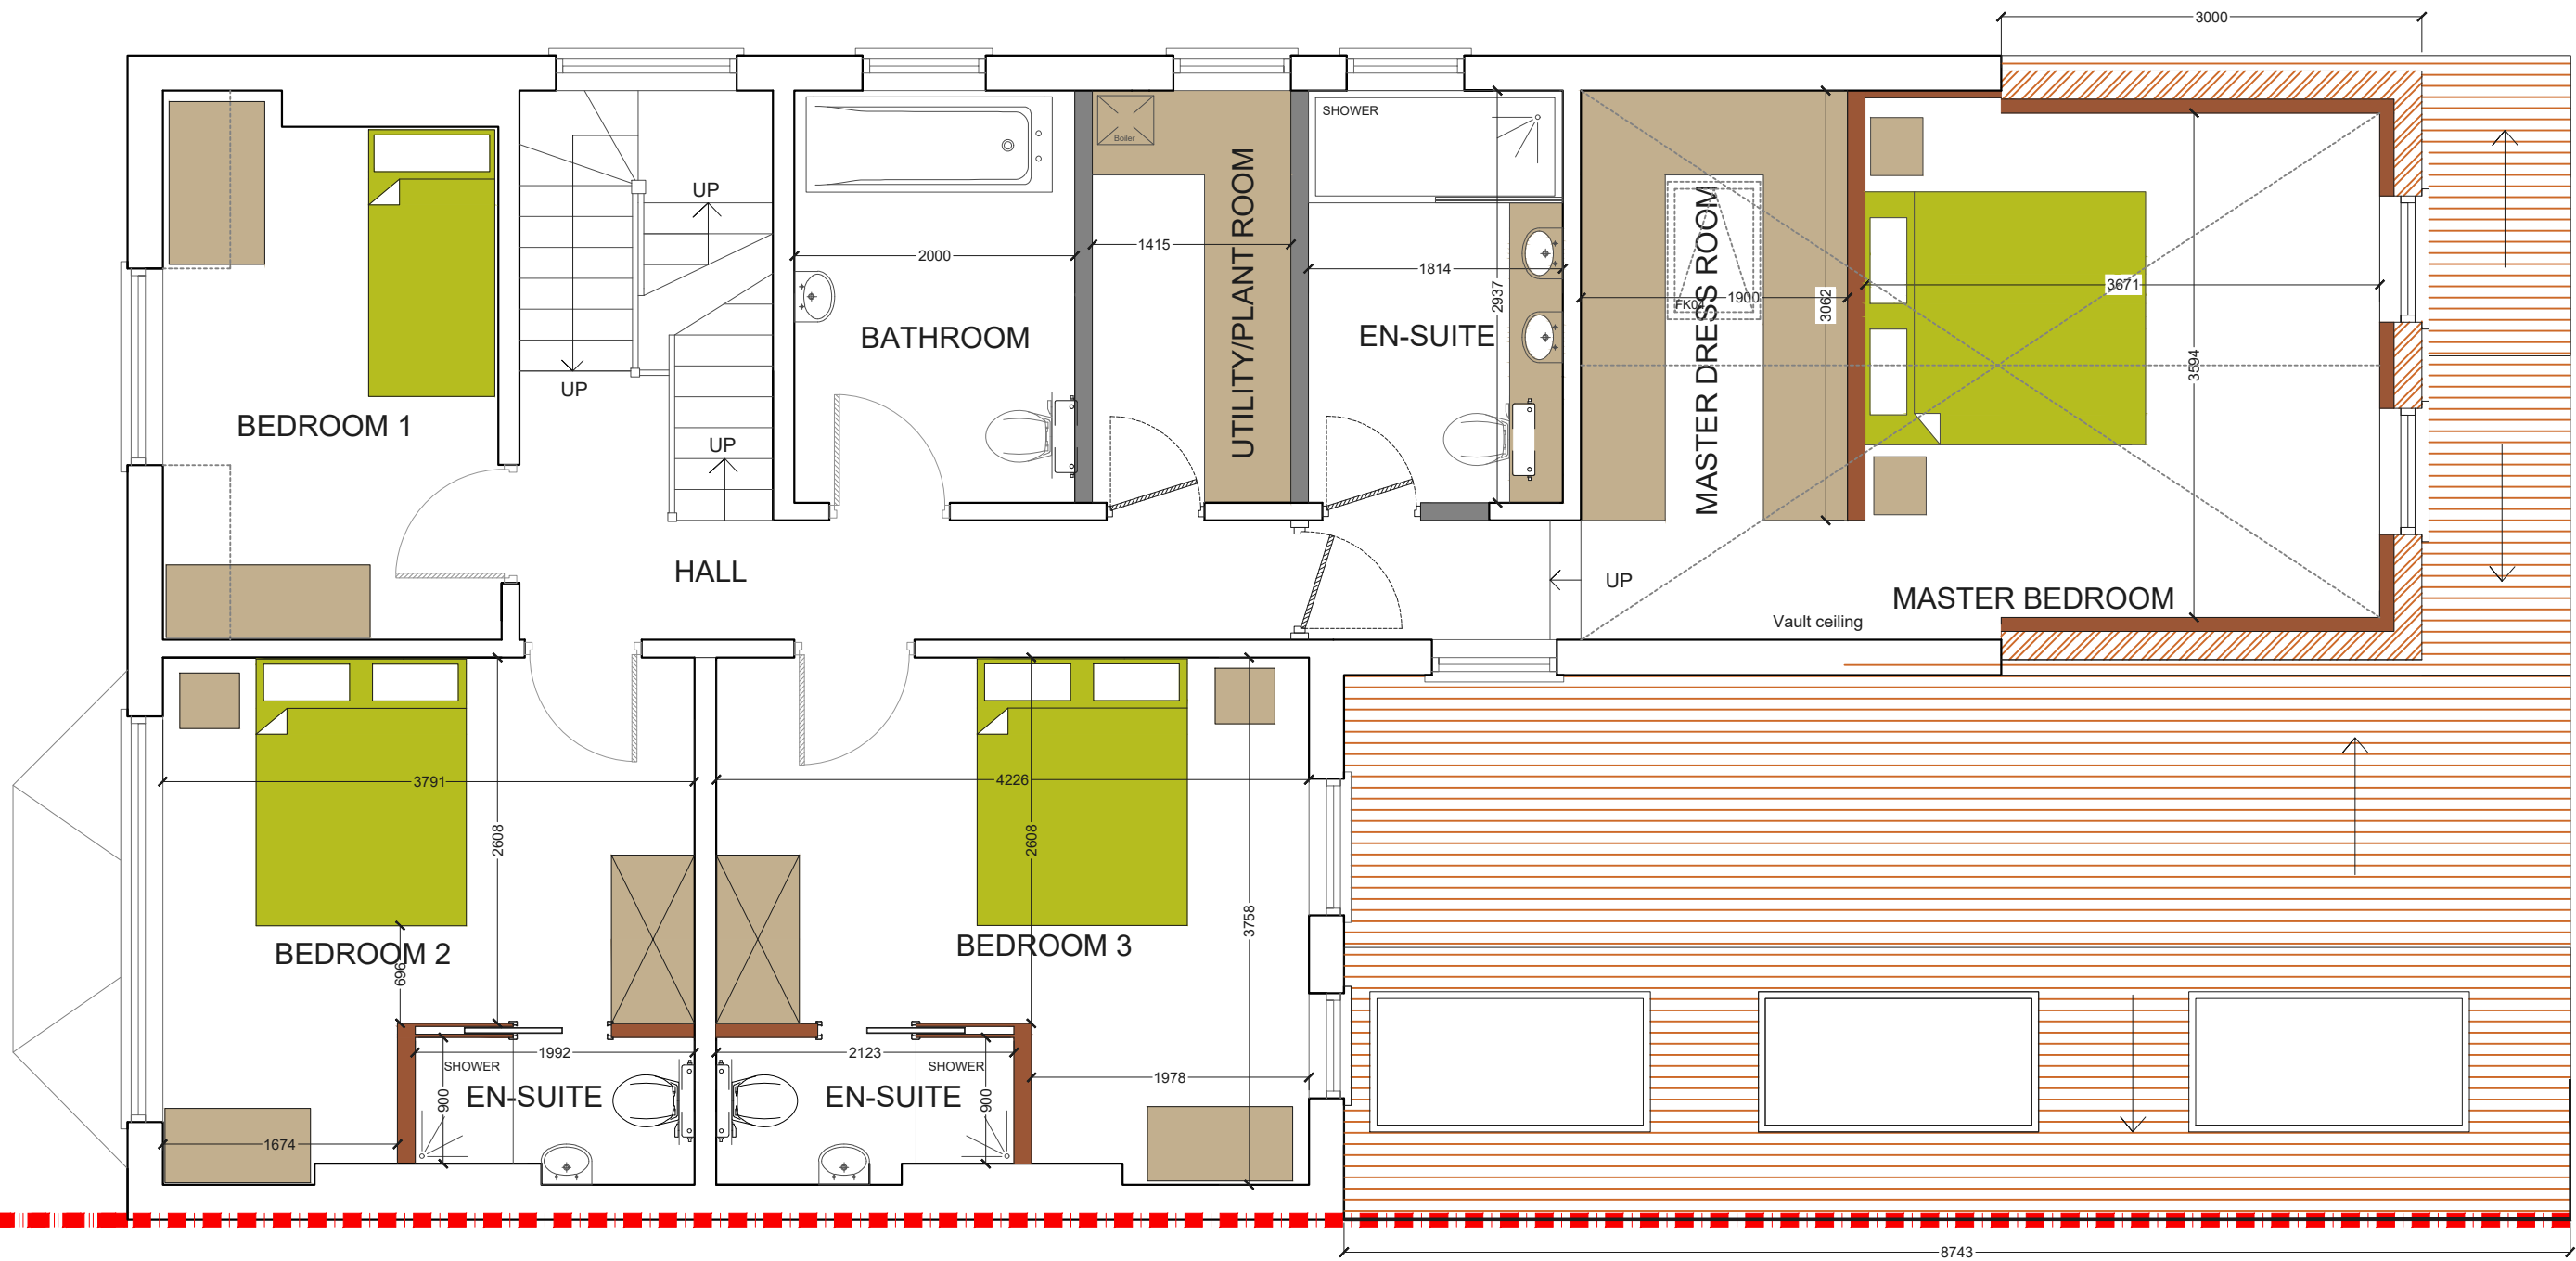 3000
SHOWER
Boiler
UP
UTILITY/PLANT ROOM
MASTER DRESS ROOM
1415
2000
1814
2937
3671
FK04
1900
3062
BATHROOM
EN-SUITE
3594
UP
BEDROOM 1
UP
HALL
UP
MASTER BEDROOM
Vault ceiling
3791
4226
2608
2608
3758
BEDROOM 2
BEDROOM 3
696
1992
2123
SHOWER
SHOWER
1978
EN-SUITE
EN-SUITE
900
900
1674
8743